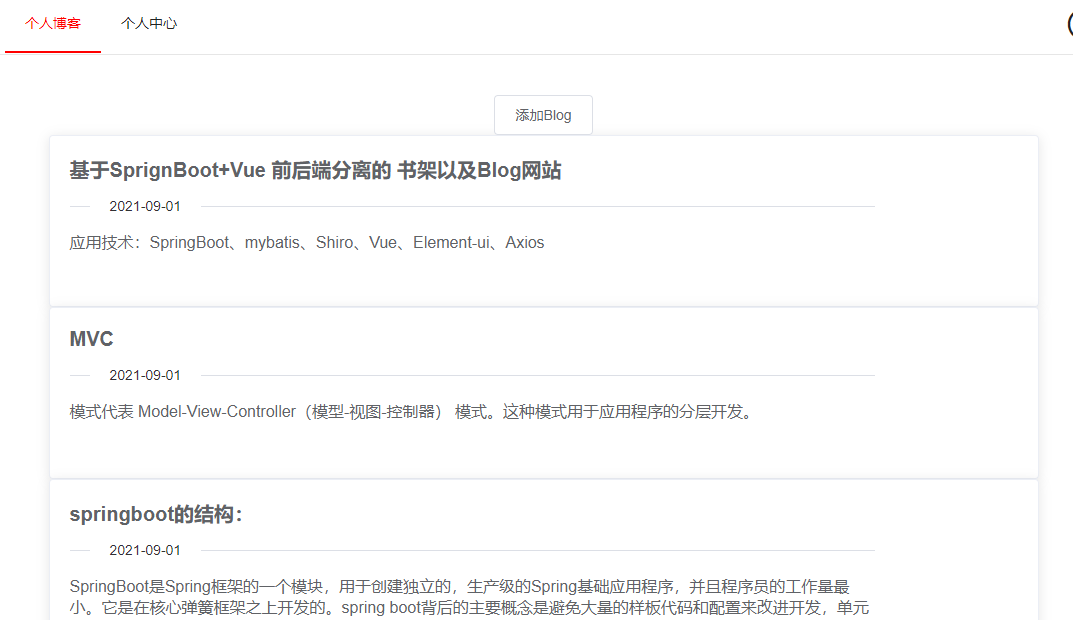 个人博客 个人中心
添加Blog
基于SprignBoot+Vue 前后端分离的 书架以及Blog网站
2021-09-01
应用技术：SpringBoot、mybatis、Shiro、Vue、Element-ui、Axios
MVC
2021-09-01
模式代表 Model-View-Controller（模型-视图-控制器） 模式。这种模式用于应用程序的分层开发。
springboot的结构：
2021-09-01
SpringBoot是Spring框架的一个模块，用于创建独立的，生产级的Spring基础应用程序，并且程序员的工作量最
小。它是在核心弹簧框架之上开发的。spring boot背后的主要概念是避免大量的样板代码和配置来改进开发，单元